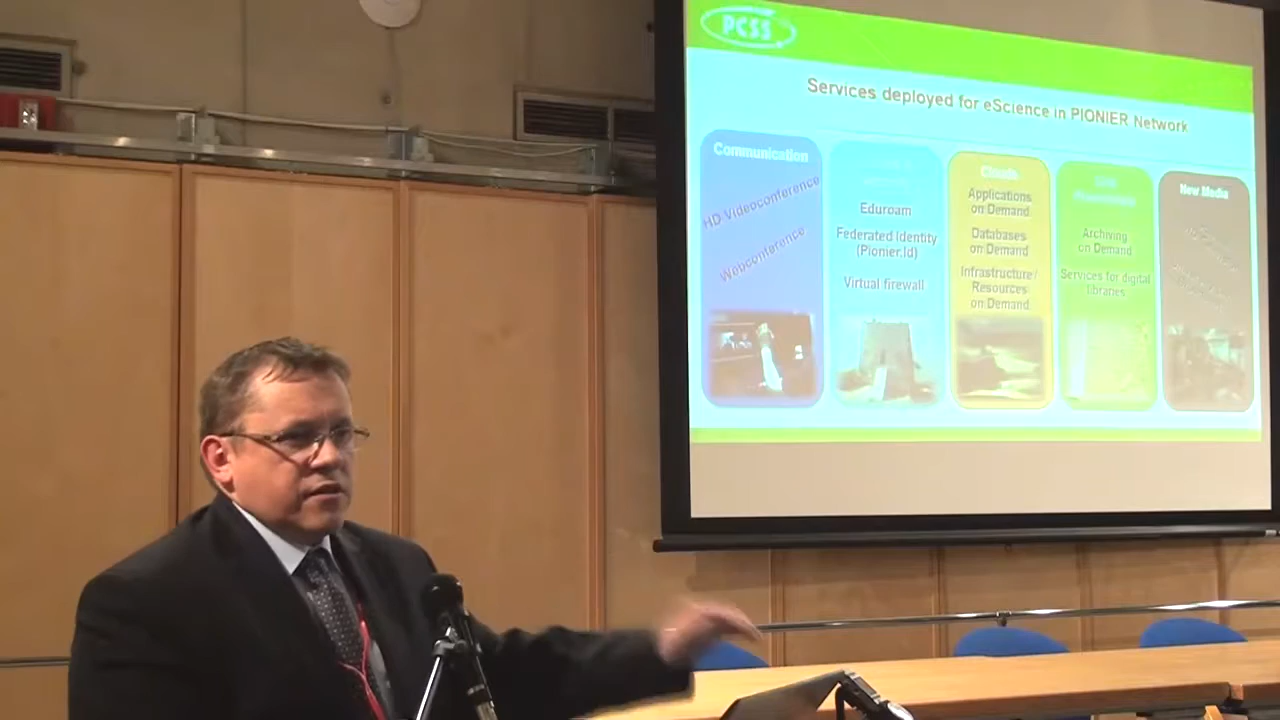 PCSS
Services deployed for eScience in PIONIER Network
Communication
HD Videoconference
Webconference
Eduroam
Federated Identity
(Pionier.Id)
Virtual firewall
Clouds
Applications
on Demand
Databases
on Demand
Infrastructure/
Resources
on Demand
Archiving
on Demand
Services for digital
libraries
New Media